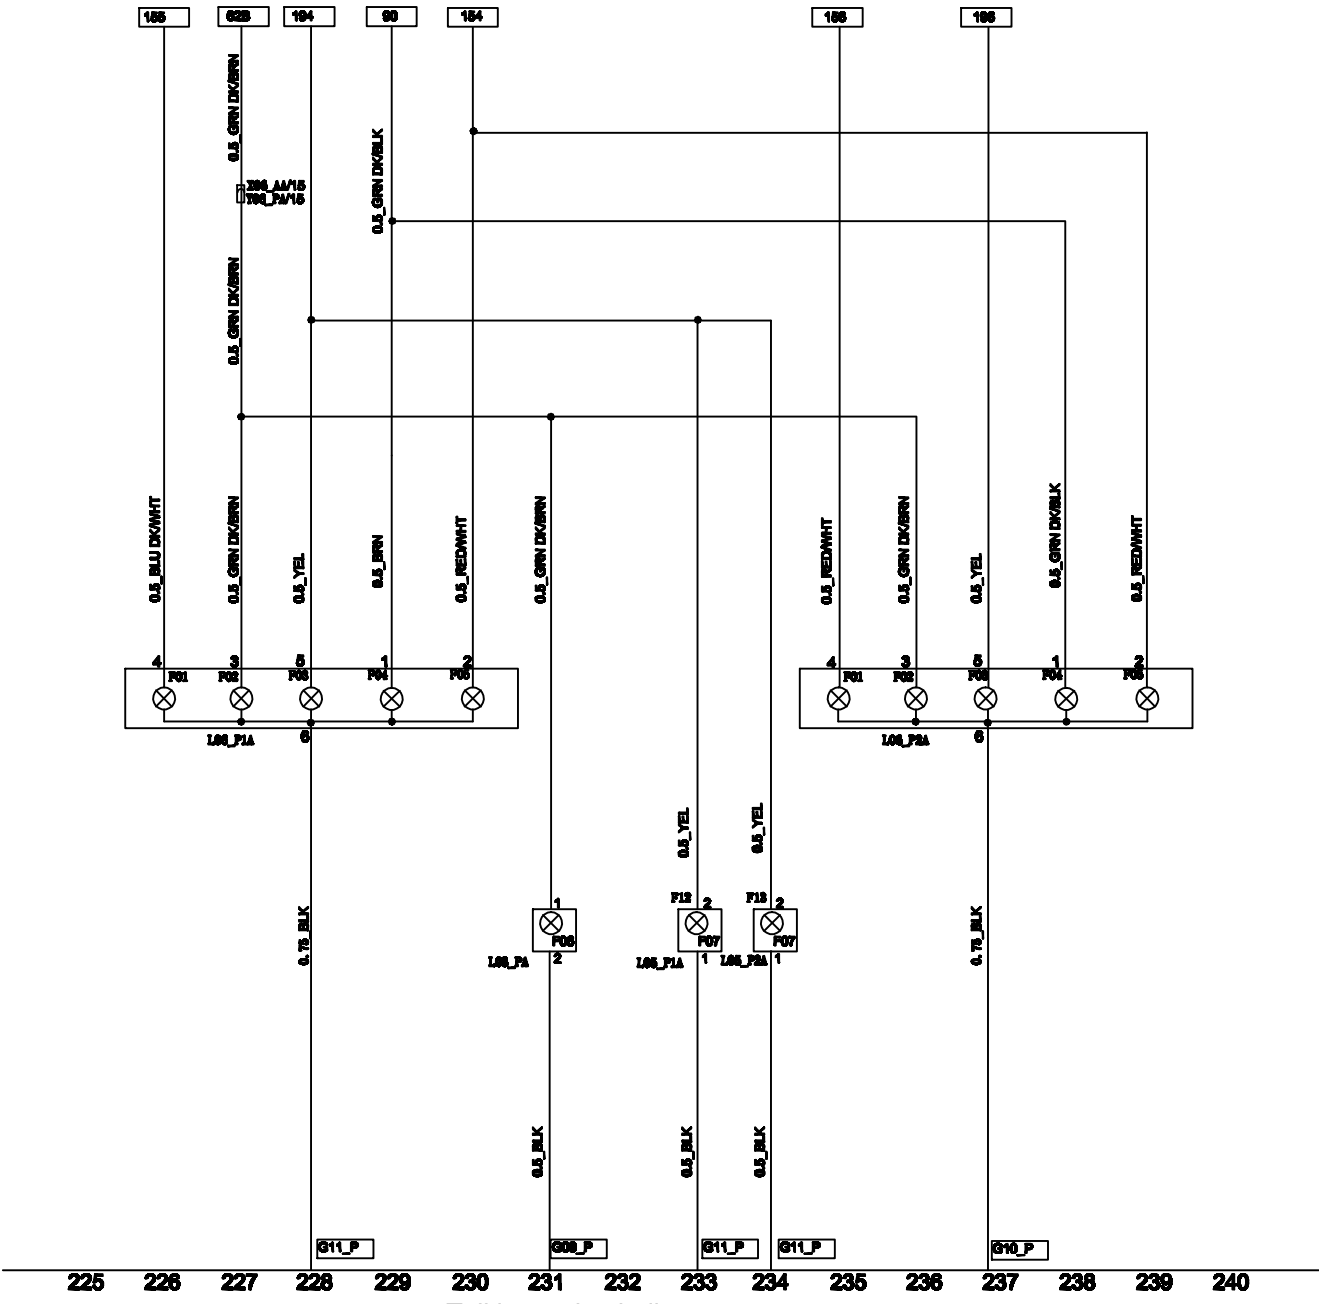 155 62B 194 90 154 156 195
0.5_GRN DK/BRN
0.5_GRN DK/BLK
X06_AA/15
X06_PA/15
0.5_GRN DK/BRN
0.5_BLU DK/WHT
0.5_GRN DK/BRN
0.5_YEL
0.5_BRN
0.5_RED/WHT
0.5_GRN DK/BRN
0.5_RED/WHT
0.5_GRN DK/BRN
0.5_YEL
0.5_GRN DK/BLK
0.5_RED/WHT
4 3 5 1 2 4 3 5 1 2
F01 F02 F03 F04 F05 F01 F02 F03 F04 F05
6 6
0.5_YEL
0.5_YEL
0.75_BLK
0.75_BLK
1 F12 2 F13 2
F06 F07 F07
2 1 1
0.5_BLK
0.5_BLK
0.5_BLK
G11_P G11_P G11_P G10_P
225 226 227 228 229 230 231 232 233 234 235 236 237 238 239 240